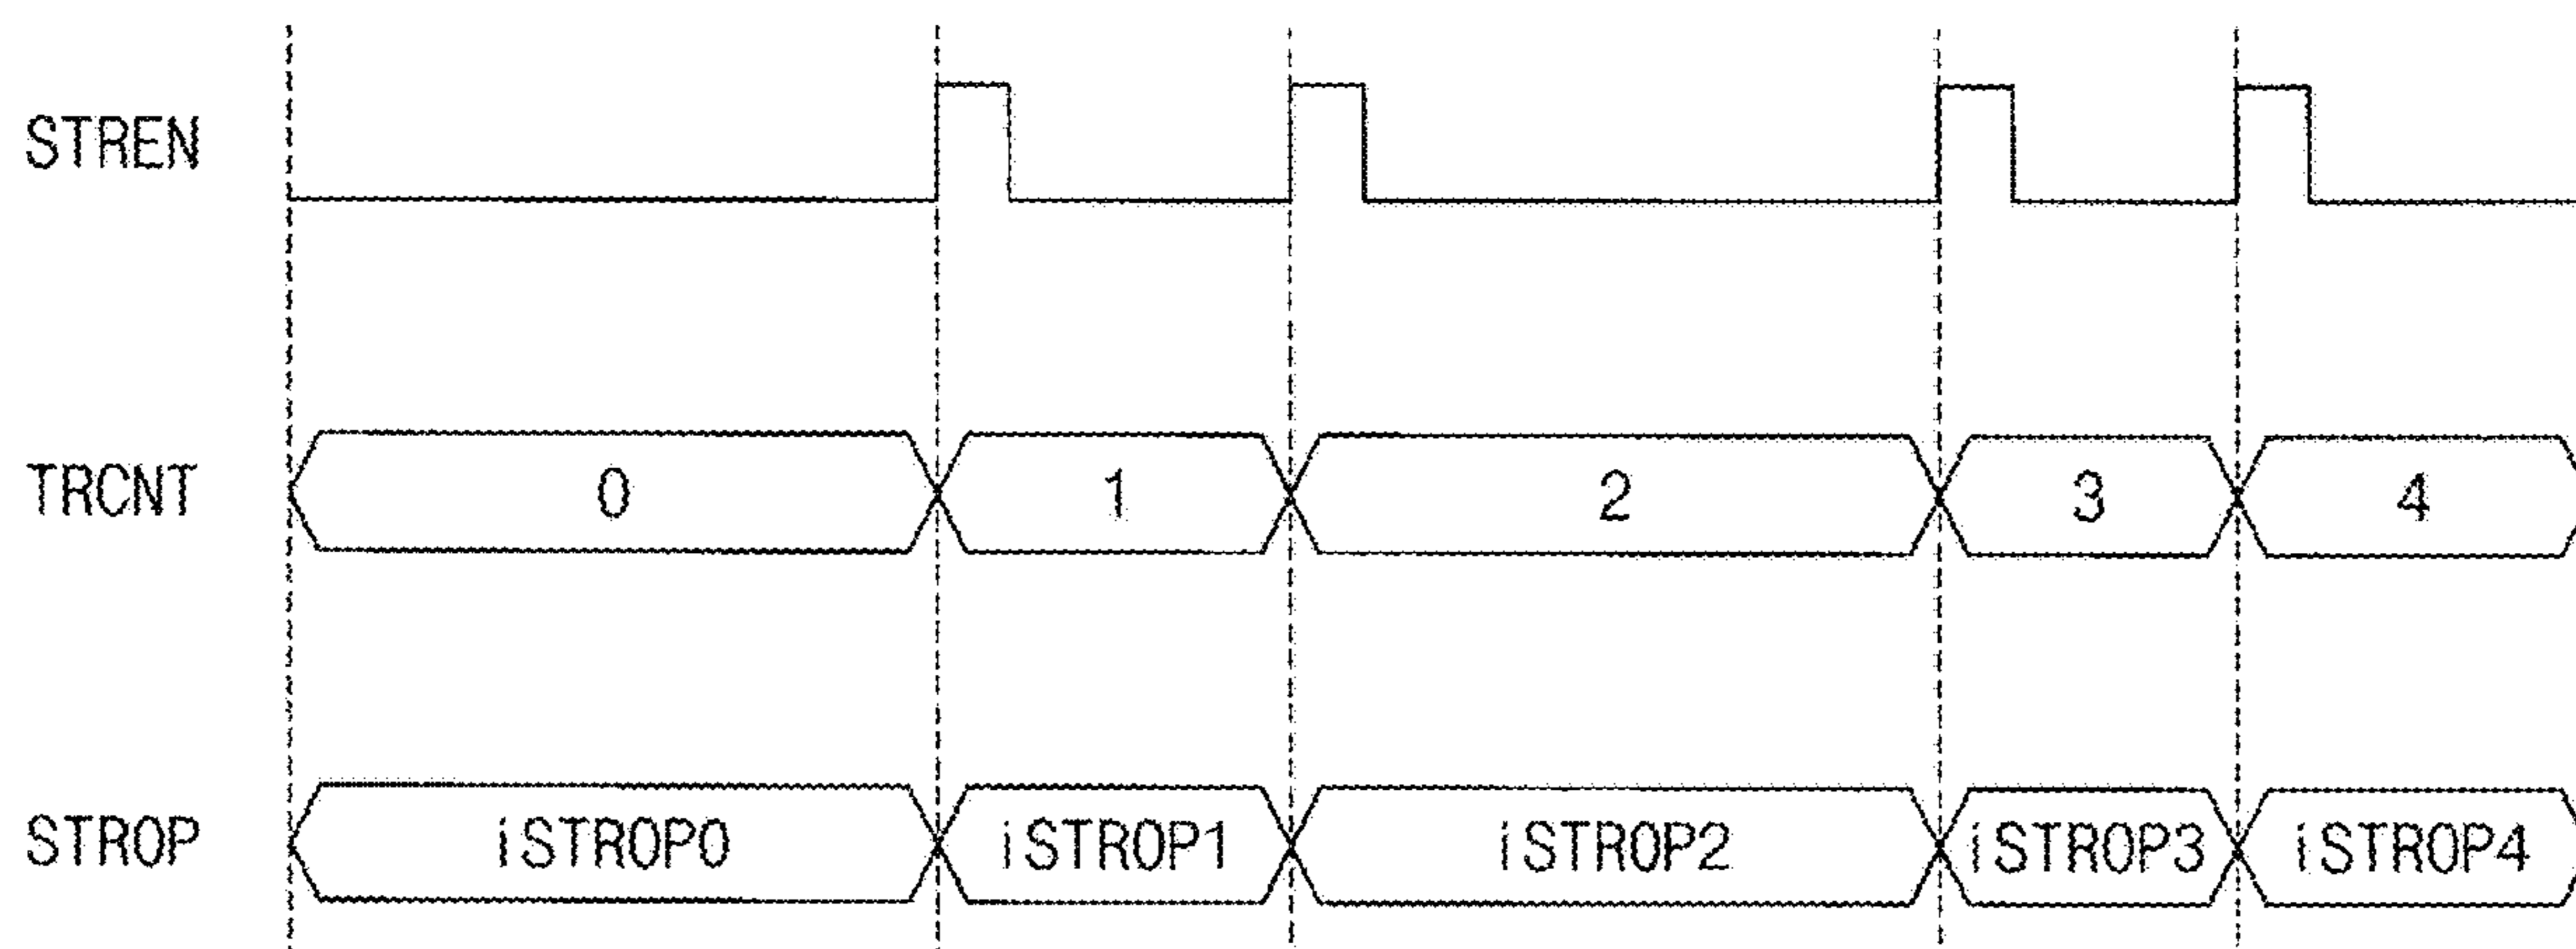 STREN
TRCNT 0 1 2 3 4
STROP iSTROP0 iSTROP1 iSTROP2 iSTROP3 iSTROP4